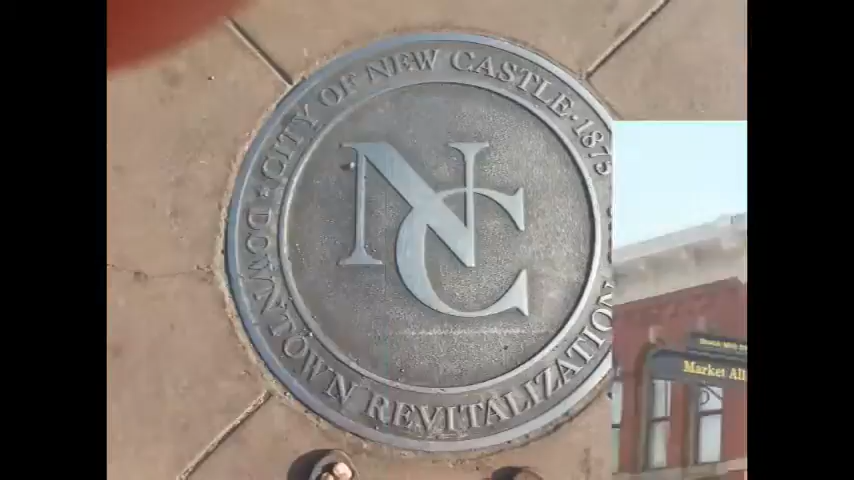 CITY OF NEW CASTLE · 1875
DOWNTOWN REVITALIZATION
NC
Market All